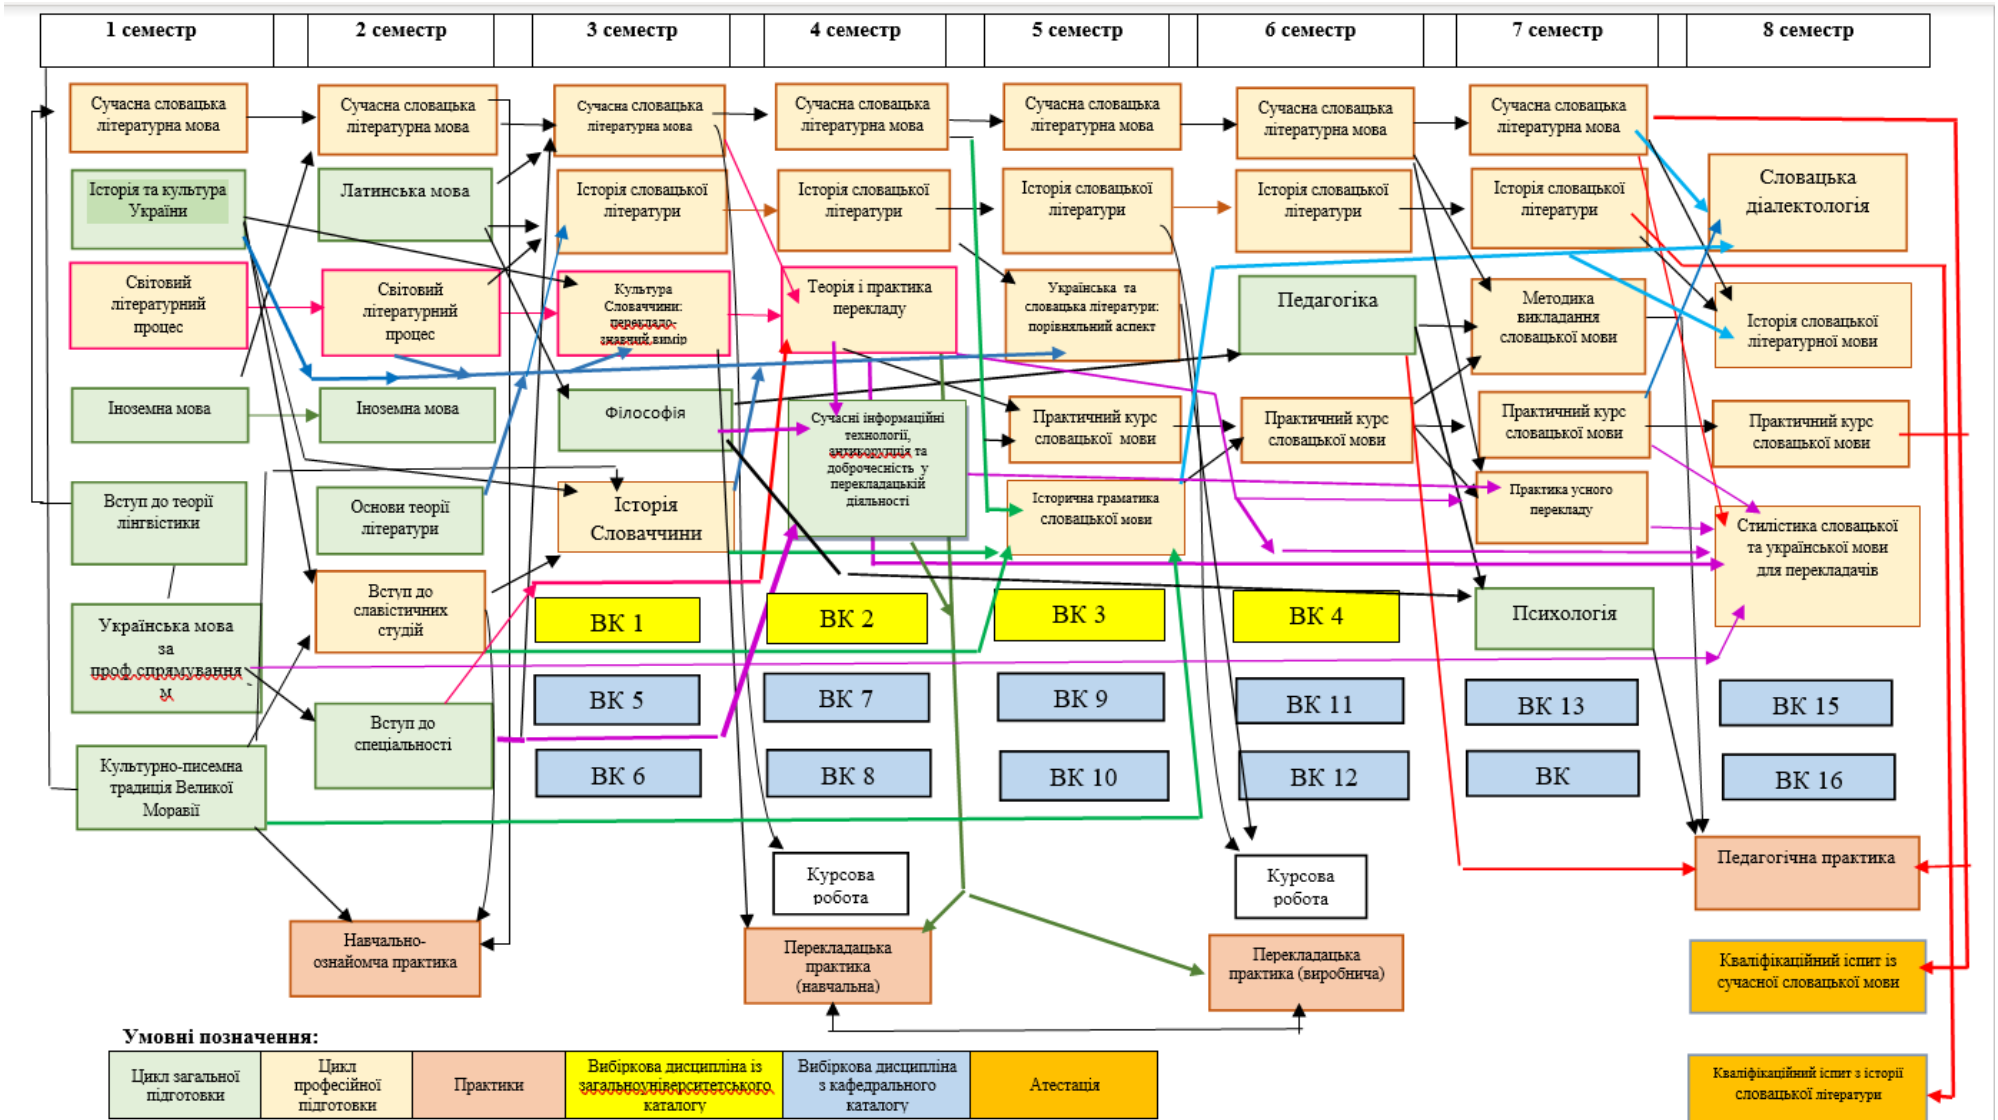 1 семестр
2 семестр
3 семестр
4 семестр
5 семестр
6 семестр
7 семестр
8 семестр
Сучасна словацька
літературна мова
Історія та культура
України
Світовий
літературний
процес
Іноземна мова
Вступ до теорії
лінгвістики
Українська мова
за
проф.спрямування
м
Культурно-писемна
традиція Великої
Моравії
Сучасна словацька
літературна мова
Латинська мова
Світовий
літературний
процес
Іноземна мова
Основи теорії
літератури
Вступ до
славістичних
студій
Вступ до
спеціальності
Навчально-
ознайомча практика
Сучасна словацька
літературна мова
Історія словацької
літератури
Культура
Словаччини:
перекладо-
знавчий вимір
Філософія
Історія
Словаччини
ВК 1
ВК 5
ВК 6
Сучасна словацька
літературна мова
Історія словацької
літератури
Теорія і практика
перекладу
Сучасні інформаційні
технології,
антикорупція та
доброчесність у
перекладацькій
діяльності
ВК 2
ВК 7
ВК 8
Курсова
робота
Перекладацька
практика
(навчальна)
Сучасна словацька
літературна мова
Історія словацької
літератури
Українська та
словацька літератури:
порівняльний аспект
Практичний курс
словацької мови
Історична граматика
словацької мови
ВК 3
ВК 9
ВК 10
Сучасна словацька
літературна мова
Історія словацької
літератури
Педагогіка
Практичний курс
словацької мови
ВК 4
ВК 11
ВК 12
Курсова
робота
Перекладацька
практика (виробнича)
Сучасна словацька
літературна мова
Історія словацької
літератури
Методика
викладання
словацької мови
Практичний курс
словацької мови
Практика усного
перекладу
Психологія
ВК 13
ВК
Словацька
діалектологія
Історія словацької
літературної мови
Практичний курс
словацької мови
Стилістика словацької
та української мови
для перекладачів
ВК 15
ВК 16
Педагогічна практика
Кваліфікаційний іспит із
сучасної словацької мови
Кваліфікаційний іспит з історії
словацької літератури
Умовні позначення:
Цикл загальної
підготовки
Цикл
професійної
підготовки
Практики
Вибіркова дисципліна із
загальноуніверситетського
каталогу
Вибіркова дисципліна
з кафедрального
каталогу
Атестація